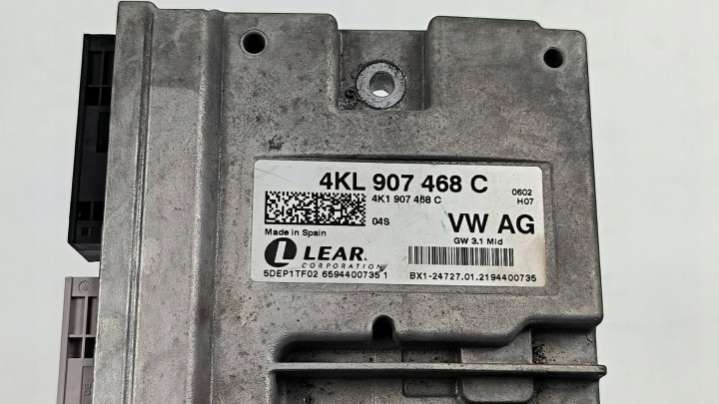 4KL 907 468 C
4K1 907 468 C
0602
H07
04S
VW AG
Made in Spain
GW 3.1 Mid
LEAR.
CORPORATION
5DEP1TF02 6594400735 1
BX1-24727.01.2194400735